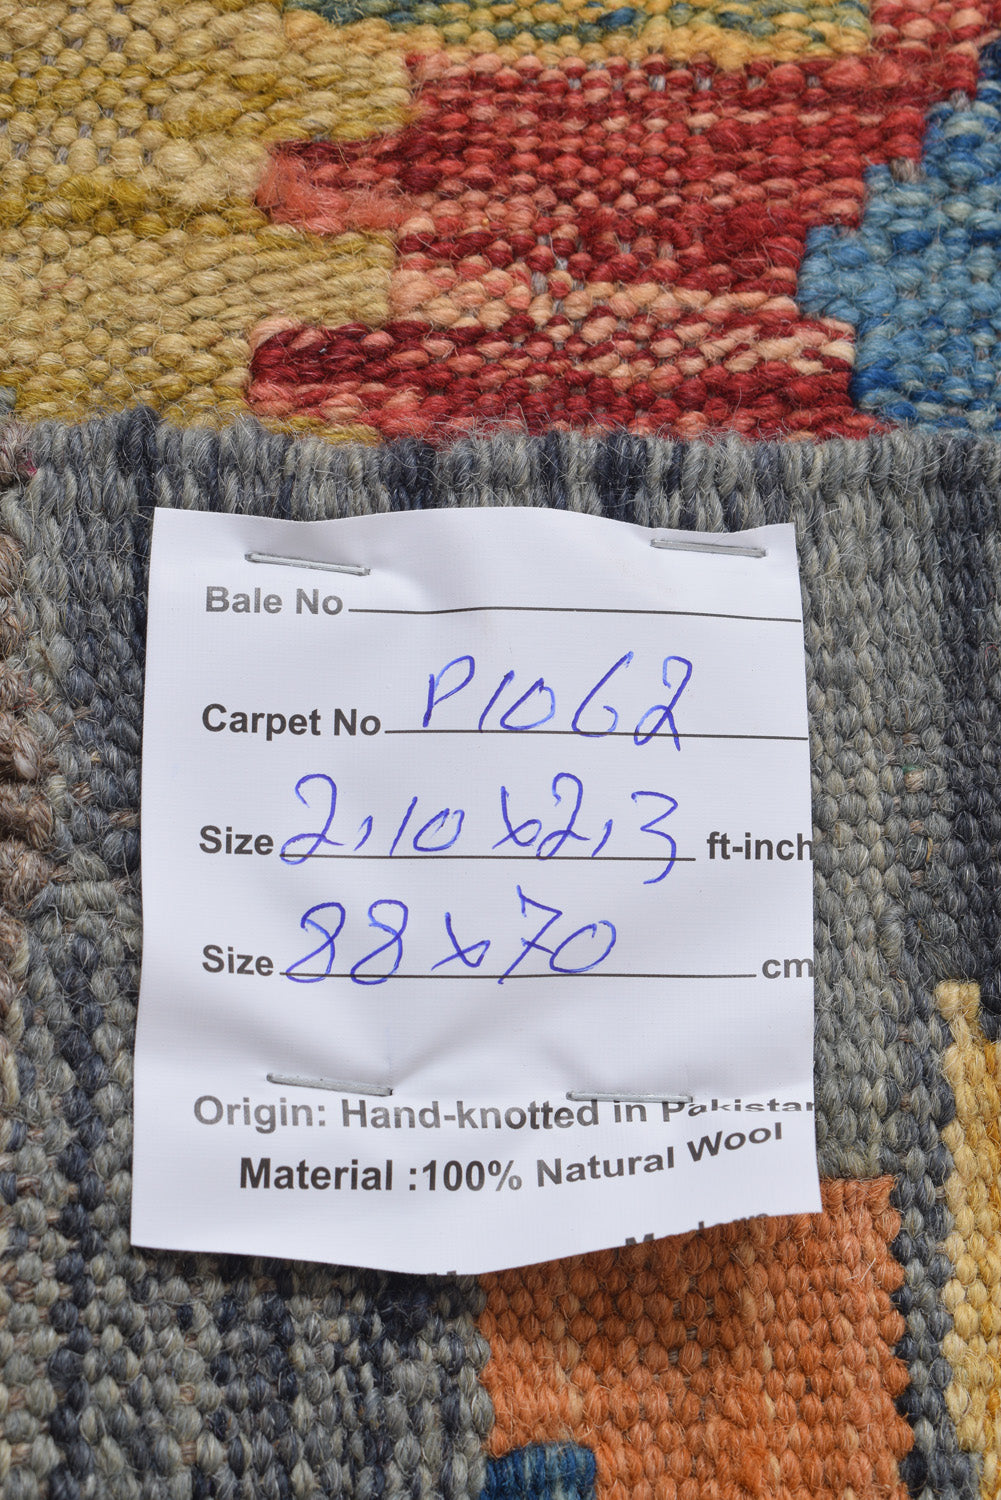 Bale No
Carpet No P1062
Size 2,10 x 2,3 ft-inch
Size 88 x 70 cm
Origin: Hand-knotted in Pakistan
Material :100% Natural Wool